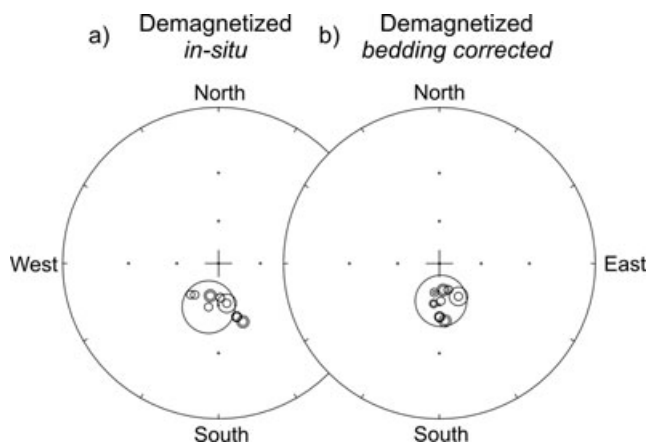 a) Demagnetized
in-situ
b) Demagnetized
bedding corrected
North
North
West
East
South
South